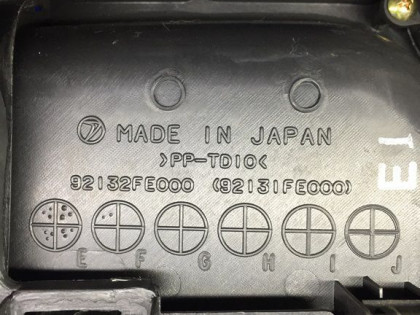 MADE IN JAPAN
>PP-TD10<
92132FE000 (92131FE000)
E F G H I J
E1